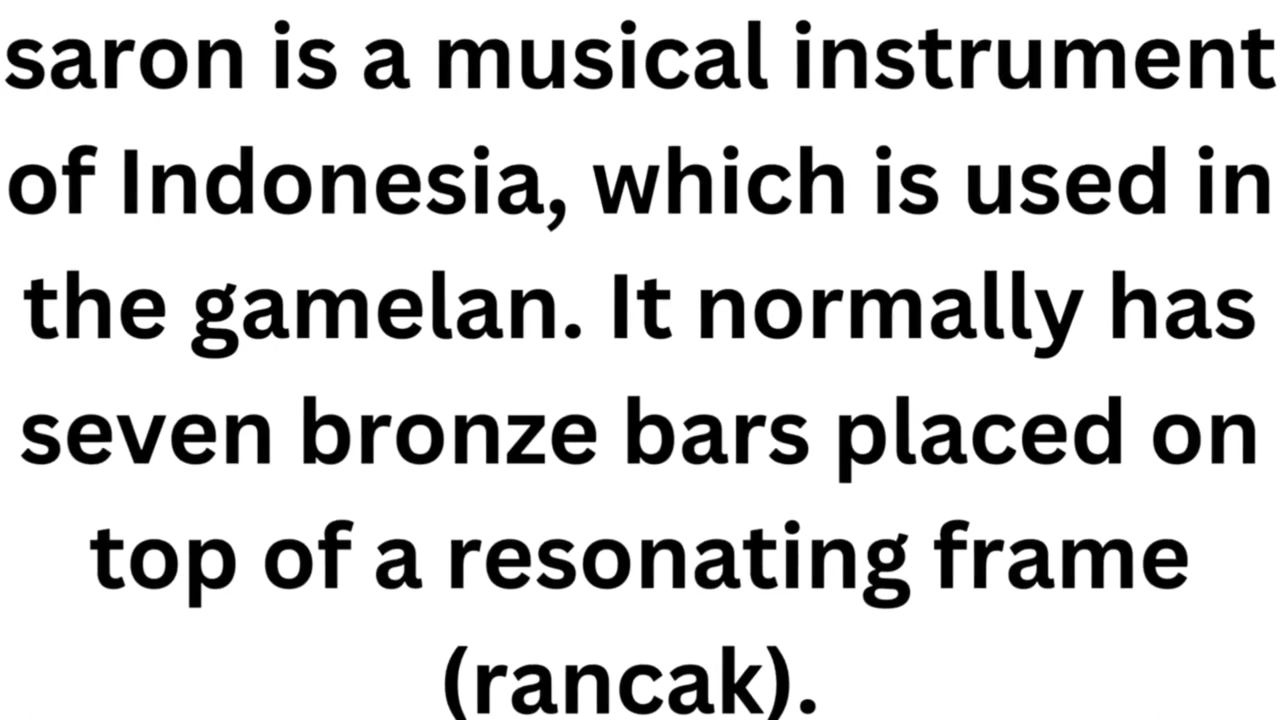 saron is a musical instrument
of Indonesia, which is used in
the gamelan. It normally has
seven bronze bars placed on
top of a resonating frame
(rancak).